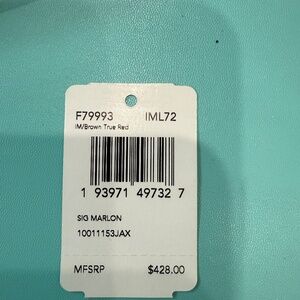 F79993 IML72
IM/Brown True Red
1 93971 49732 7
SIG MARLON
10011153JAX
MFSRP $428.00